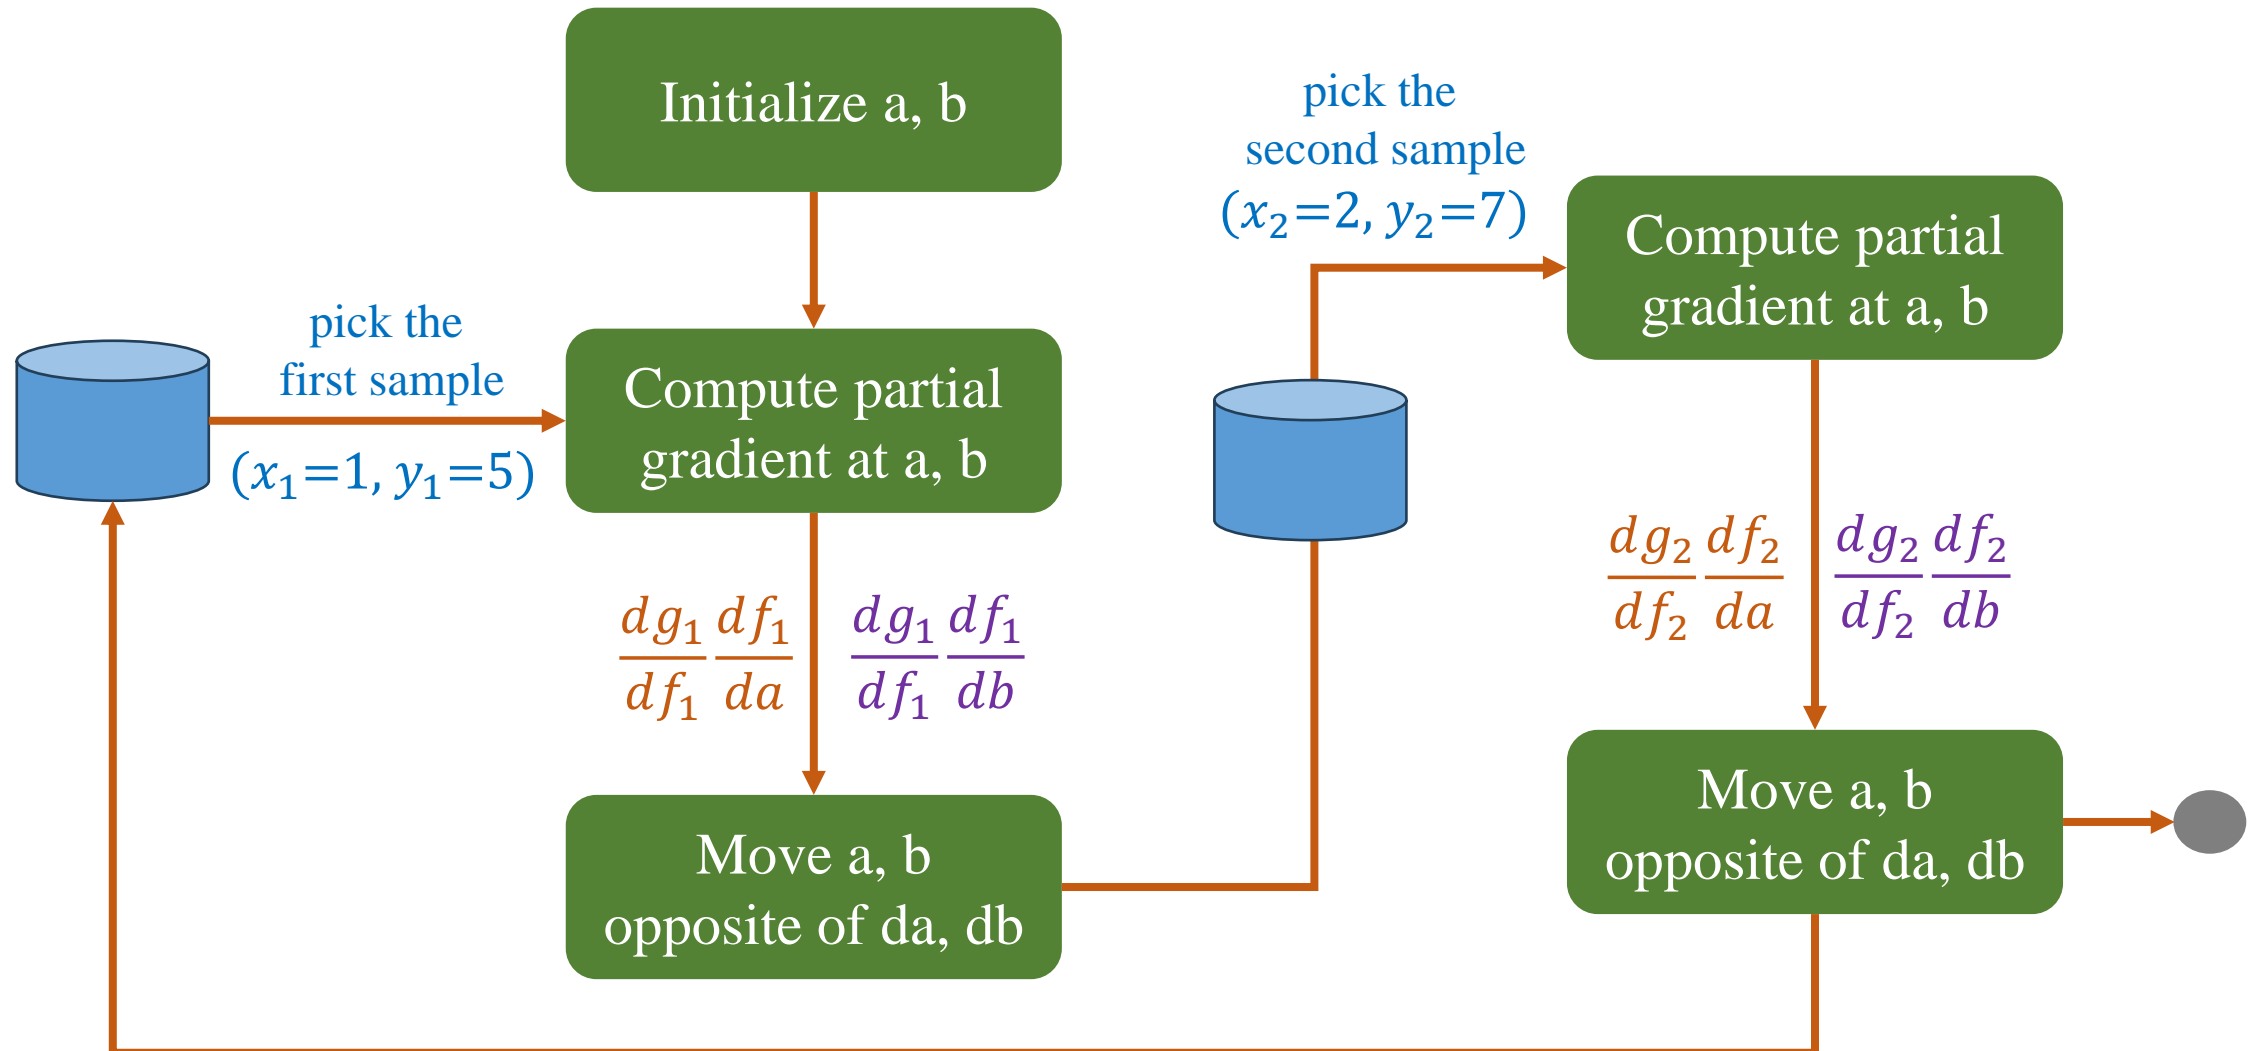 Initialize a, b
pick the
first sample
(x₁=1, y₁=5)
Compute partial
gradient at a, b
dg₁/df₁ df₁/da
dg₁/df₁ df₁/db
Move a, b
opposite of da, db
pick the
second sample
(x₂=2, y₂=7)
Compute partial
gradient at a, b
dg₂/df₂ df₂/da
dg₂/df₂ df₂/db
Move a, b
opposite of da, db